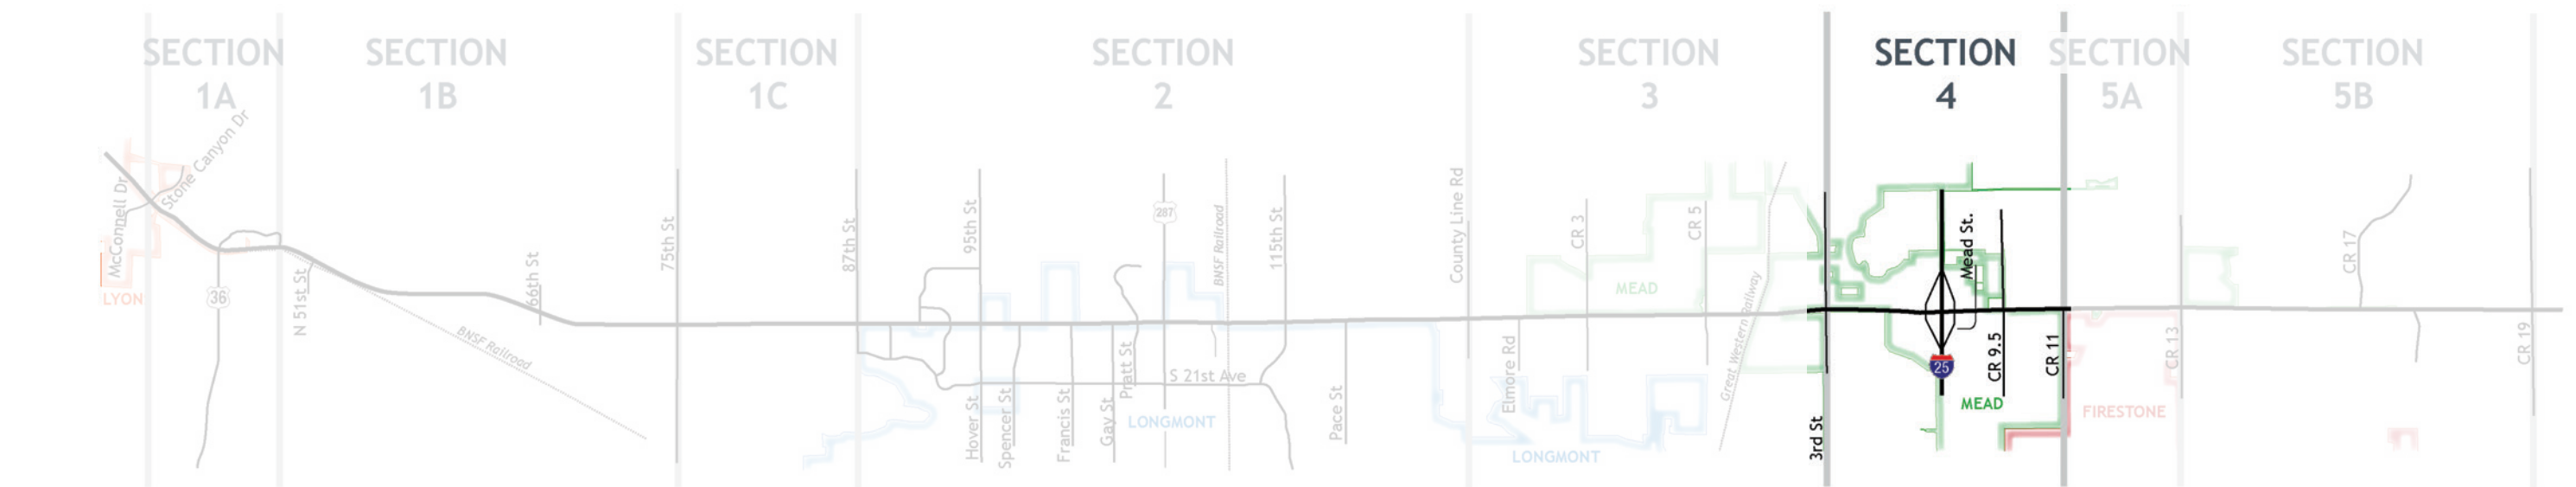 SECTION
1A
SECTION
1B
SECTION
1C
SECTION
2
SECTION
3
SECTION
4
SECTION
5A
SECTION
5B
McConnell Dr
Stone Canyon Dr
LYON
36
N 51st St
BNSF Railroad
66th St
75th St
87th St
95th St
Hover St
Spencer St
Francis St
Gay St
Pratt St
287
BNSF Railroad
S 21st Ave
LONGMONT
115th St
Pace St
County Line Rd
Elmore Rd
LONGMONT
CR 3
MEAD
CR 5
Great Western Railway
3rd St
25
Mead St.
CR 9.5
MEAD
CR 11
FIRESTONE
CR 13
CR 17
CR 19